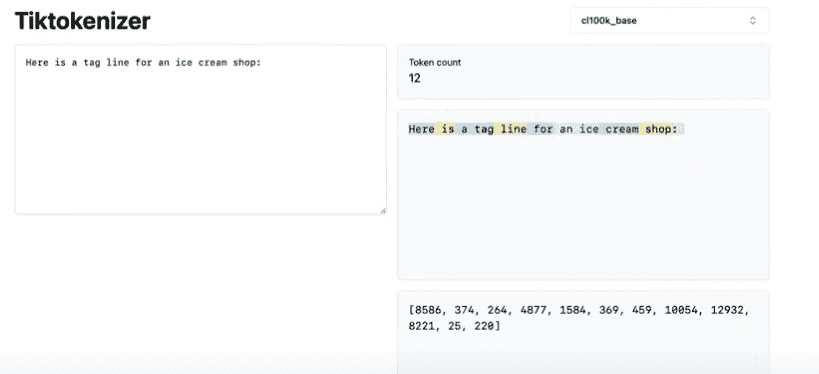 Tiktokenizer
cl100k_base
Here is a tag line for an ice cream shop:
Token count
12
Here is a tag line for an ice cream shop:
[8586, 374, 264, 4877, 1584, 369, 459, 10054, 12932,
8221, 25, 220]